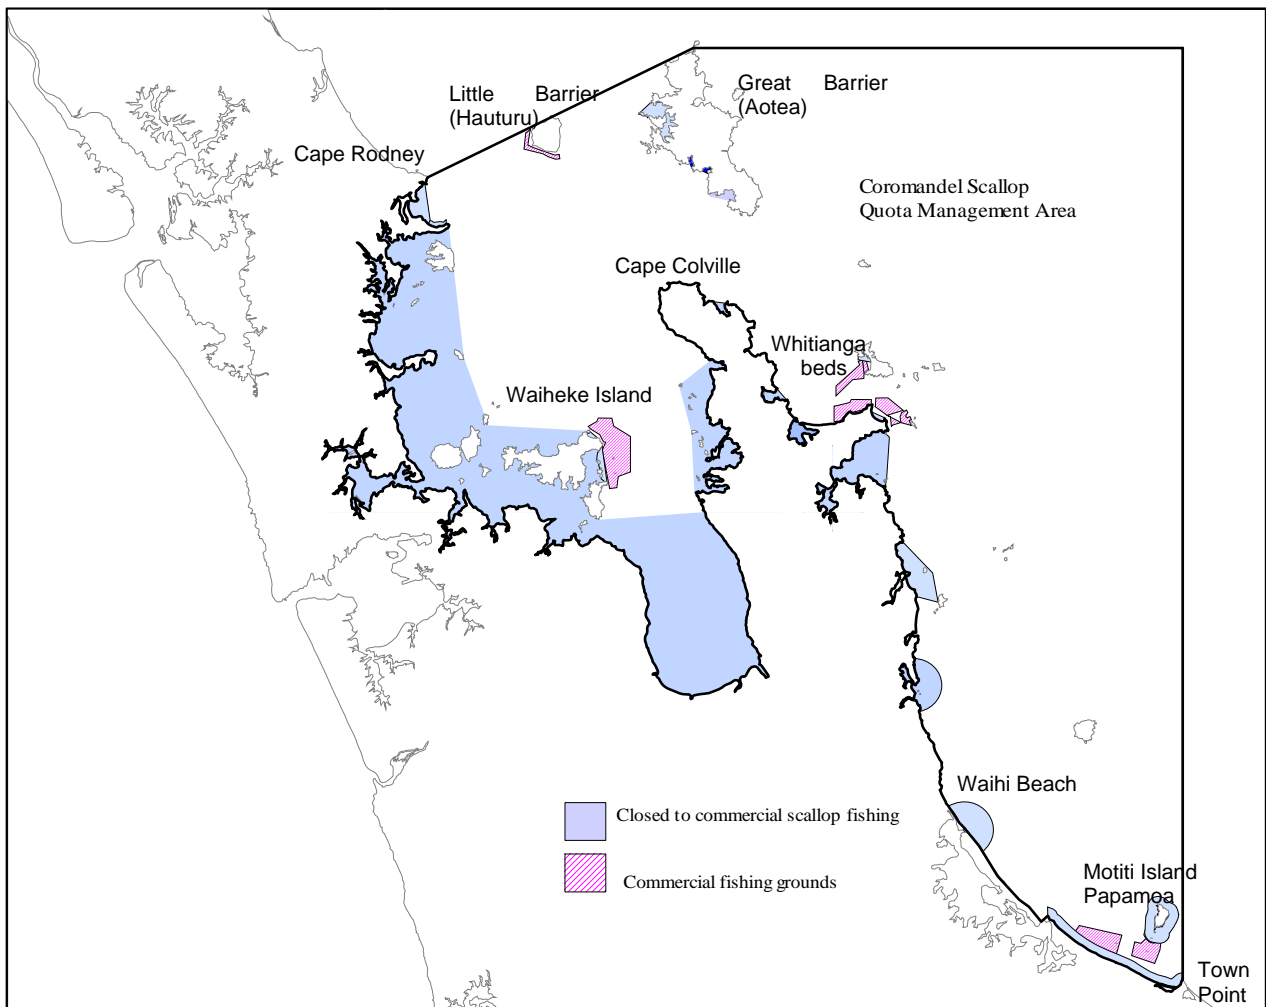 Little Barrier
(Hauturu)
Great Barrier
(Aotea)
Cape Rodney
Coromandel Scallop
Quota Management Area
Cape Colville
Whitianga
beds
Waiheke Island
Waihi Beach
Closed to commercial scallop fishing
Commercial fishing grounds
Motiti Island
Papamoa
Town
Point